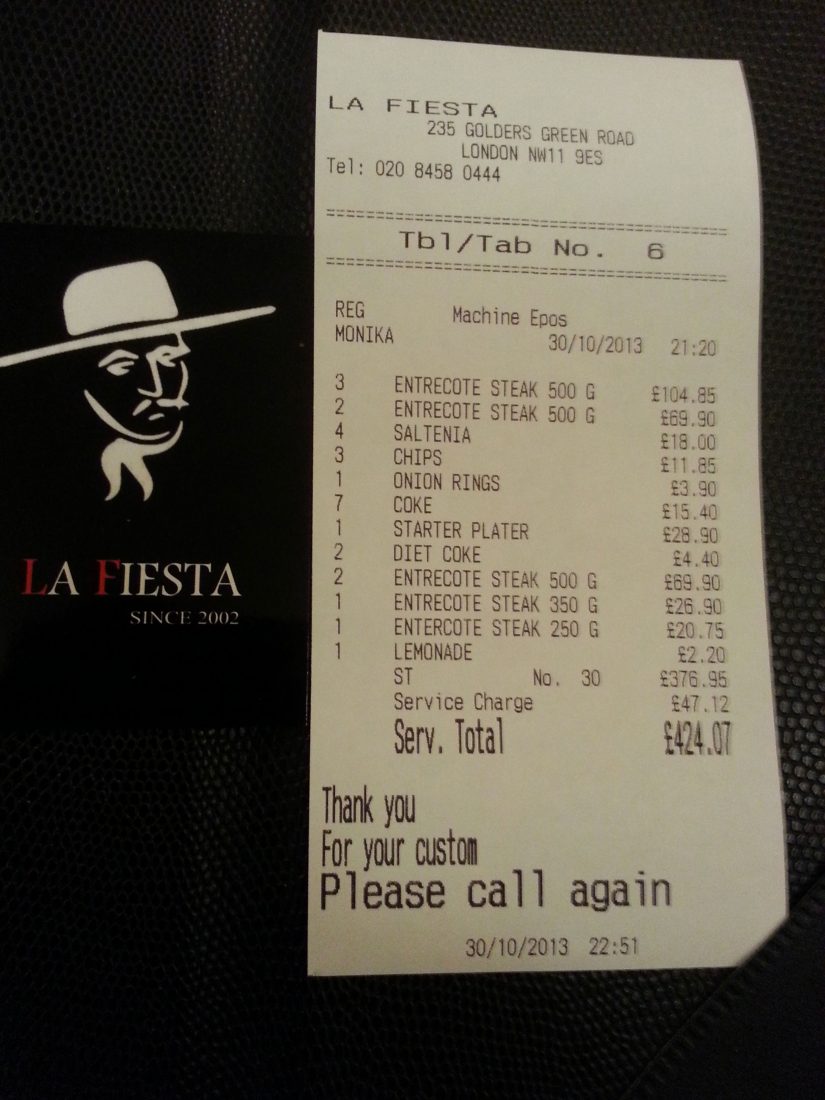 LA FIESTA
SINCE 2002
LA FIESTA
235 GOLDERS GREEN ROAD
LONDON NW11 9ES
Tel: 020 8458 0444
Tbl/Tab No. 6
REG Machine Epos
MONIKA 30/10/2013 21:20
3 ENTRECOTE STEAK 500 G £104.85
2 ENTRECOTE STEAK 500 G £69.90
4 SALTENIA £18.00
3 CHIPS £11.85
1 ONION RINGS £3.90
7 COKE £15.40
1 STARTER PLATER £28.90
2 DIET COKE £4.40
2 ENTRECOTE STEAK 500 G £69.90
1 ENTRECOTE STEAK 350 G £26.90
1 ENTERCOTE STEAK 250 G £20.75
1 LEMONADE £2.20
ST No. 30 £376.95
Service Charge £47.12
Serv. Total £424.07
Thank you
For your custom
Please call again
30/10/2013 22:51